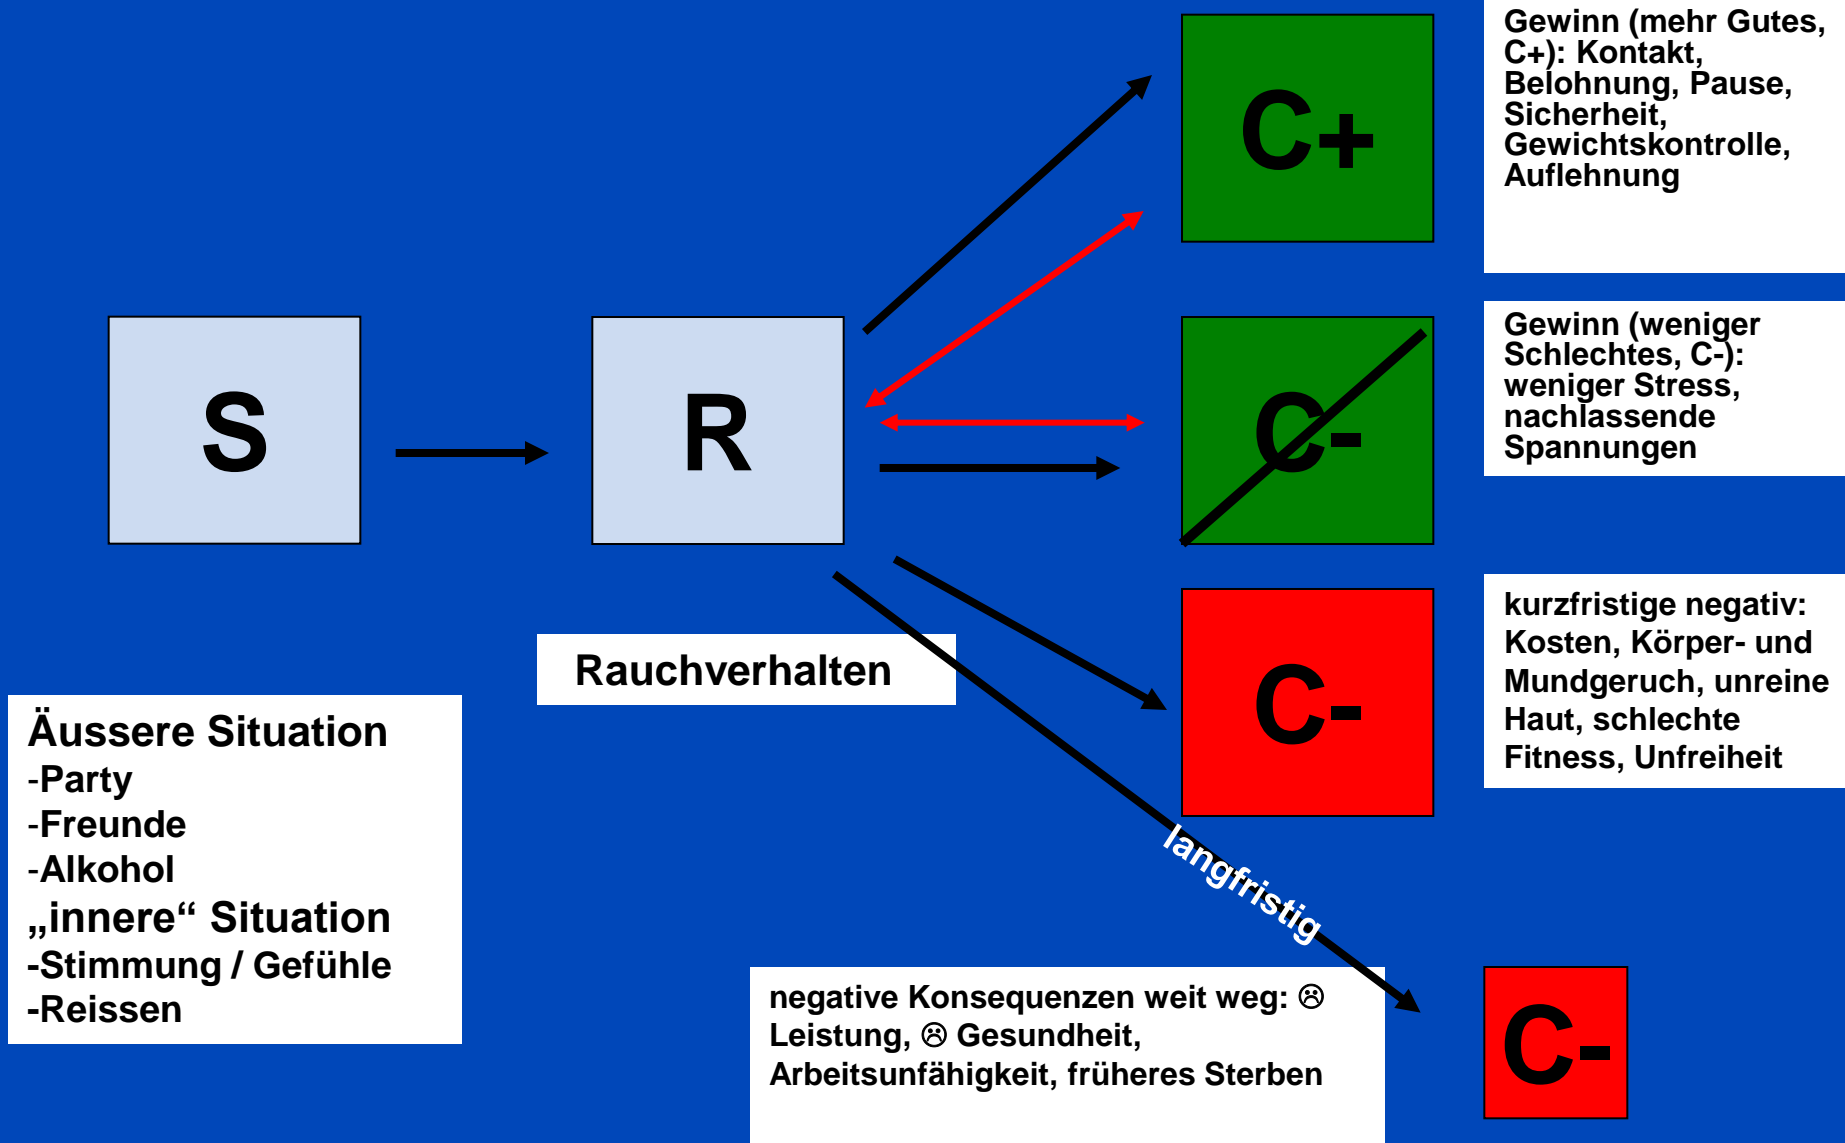 S
R
C+
C-
C-
C-
Gewinn (mehr Gutes,
C+): Kontakt,
Belohnung, Pause,
Sicherheit,
Gewichtskontrolle,
Auflehnung
Gewinn (weniger
Schlechtes, C-):
weniger Stress,
nachlassende
Spannungen
kurzfristige negativ:
Kosten, Körper- und
Mundgeruch, unreine
Haut, schlechte
Fitness, Unfreiheit
Rauchverhalten
Äussere Situation
-Party
-Freunde
-Alkohol
„innere“ Situation
-Stimmung / Gefühle
-Reissen
langfristig
negative Konsequenzen weit weg: ☹
Leistung, ☹ Gesundheit,
Arbeitsunfähigkeit, früheres Sterben